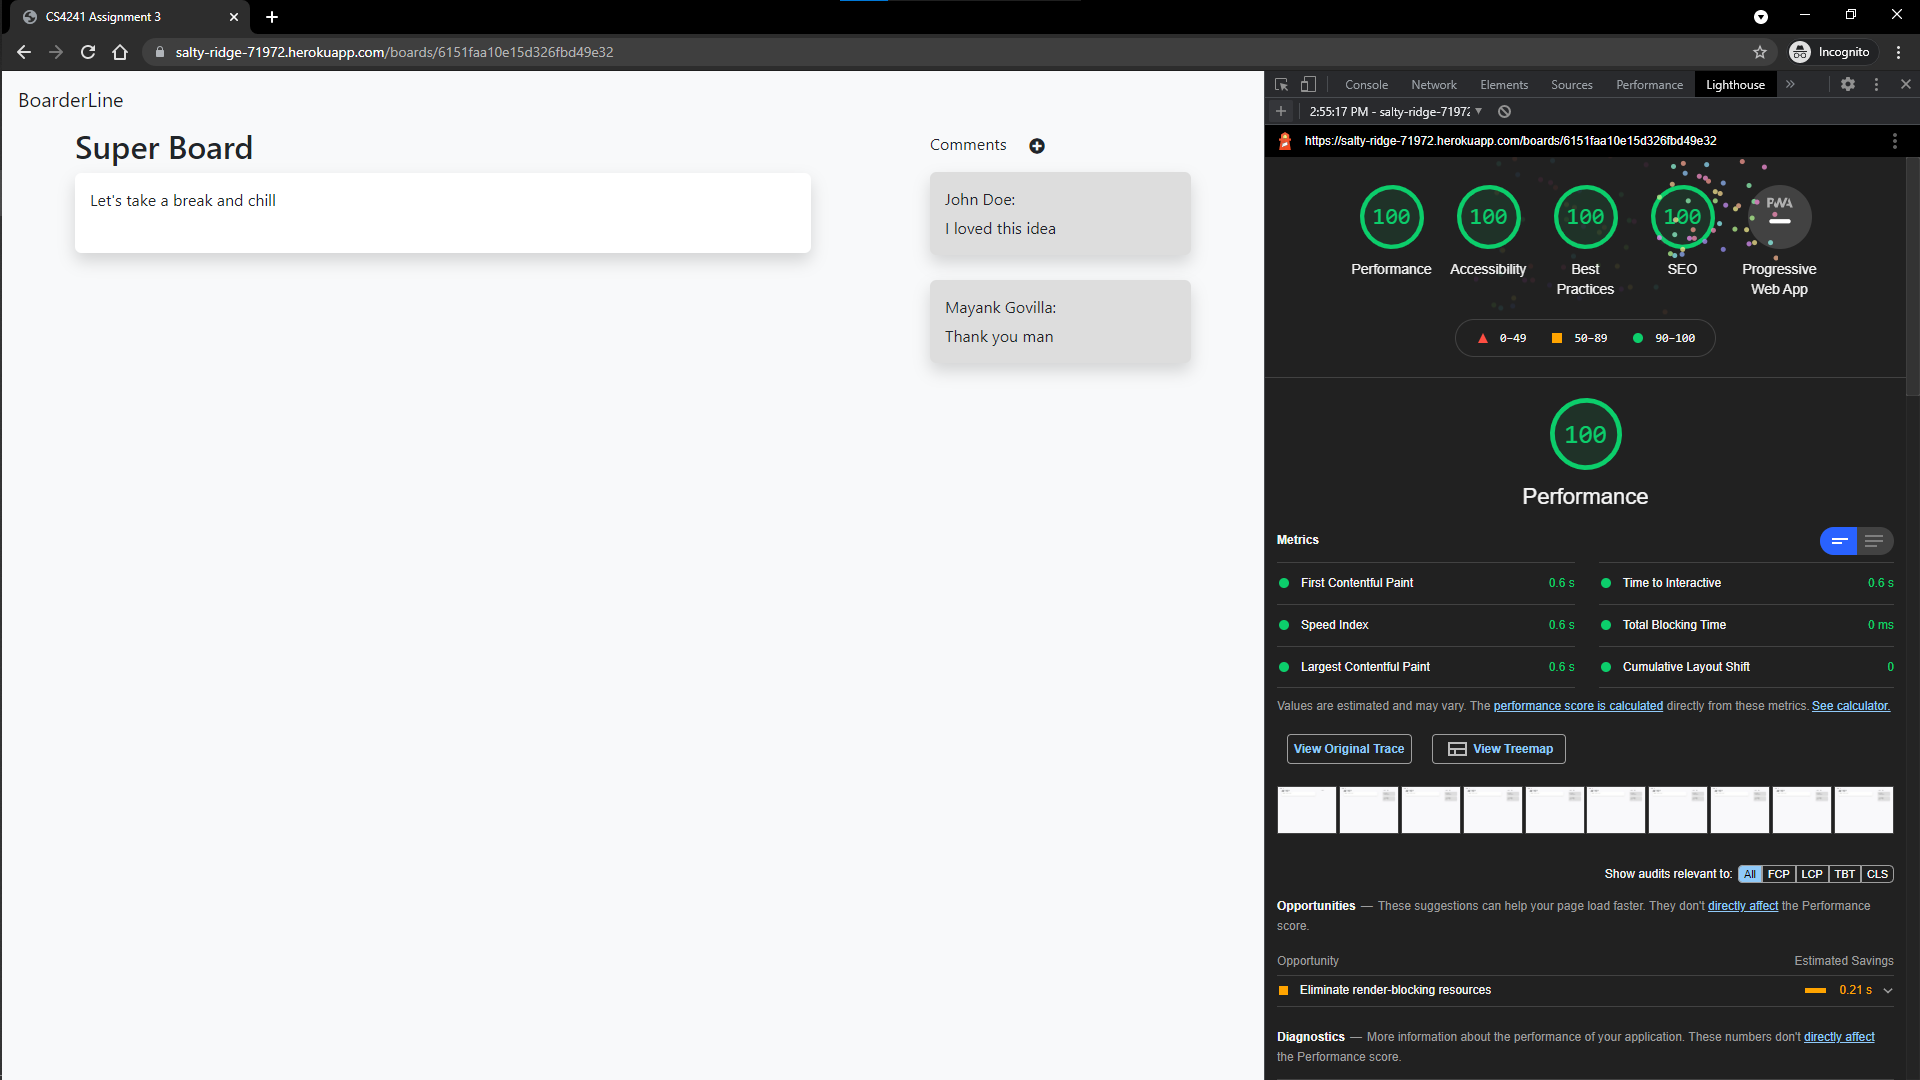 CS4241 Assignment 3
salty-ridge-71972.herokuapp.com/boards/6151faa10e15d326fbd49e32
Incognito
BoarderLine
Super Board
Let's take a break and chill
Comments
John Doe:
I loved this idea
Mayank Govilla:
Thank you man
Console Network Elements Sources Performance Lighthouse
2:55:17 PM - salty-ridge-7197
https://salty-ridge-71972.herokuapp.com/boards/6151faa10e15d326fbd49e32
100 100 100 100 PWA
Performance Accessibility Best Practices SEO Progressive Web App
0–49 50–89 90–100
100
Performance
Metrics
First Contentful Paint 0.6 s
Time to Interactive 0.6 s
Speed Index 0.6 s
Total Blocking Time 0 ms
Largest Contentful Paint 0.6 s
Cumulative Layout Shift 0
Values are estimated and may vary. The performance score is calculated directly from these metrics. See calculator.
View Original Trace View Treemap
Show audits relevant to: All FCP LCP TBT CLS
Opportunities — These suggestions can help your page load faster. They don't directly affect the Performance
score.
Opportunity Estimated Savings
Eliminate render-blocking resources 0.21 s
Diagnostics — More information about the performance of your application. These numbers don't directly affect
the Performance score.